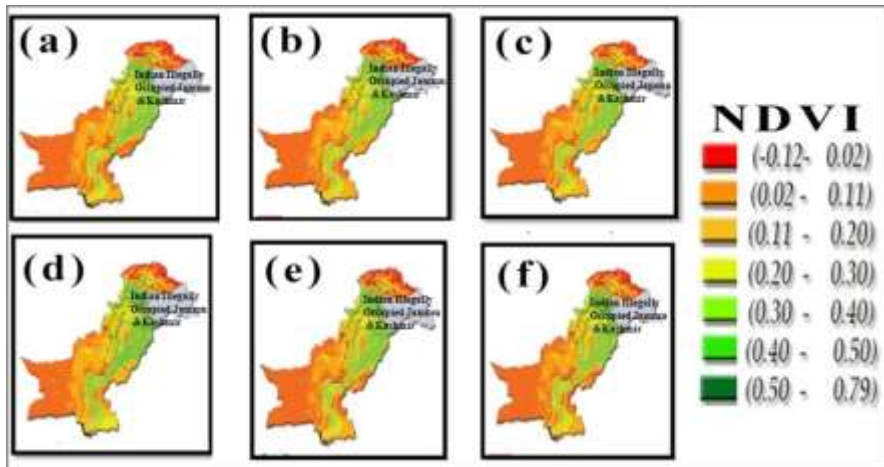 (a)
Indian Illegally
Occupied Jammu
& Kashmir
(b)
Indian Illegally
Occupied Jammu
& Kashmir
(c)
Indian Illegally
Occupied Jammu
& Kashmir
(d)
Indian Illegally
Occupied Jammu
& Kashmir
(e)
Indian Illegally
Occupied Jammu
& Kashmir
(f)
Indian Illegally
Occupied Jammu
& Kashmir
NDVI
(-0.12- 0.02)
(0.02 - 0.11)
(0.11 - 0.20)
(0.20 - 0.30)
(0.30 - 0.40)
(0.40 - 0.50)
(0.50 - 0.79)